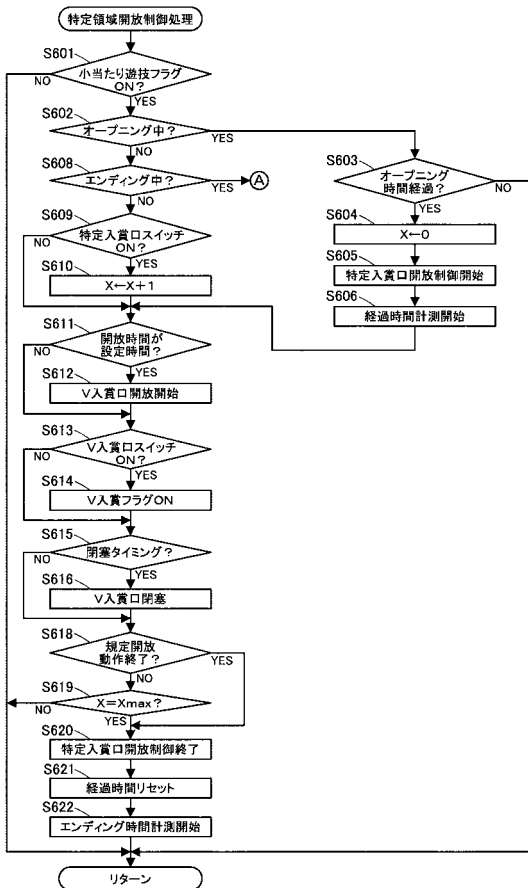 特定領域開放制御処理
S601
小当たり遊技フラグ
ON?
NO
YES
S602
オープニング中?
YES
NO
S608
エンディング中?
YES
A
NO
S603
オープニング
時間経過?
NO
YES
S604
X←0
S605
特定入賞口開放制御開始
S606
経過時間計測開始
S609
特定入賞口スイッチ
ON?
NO
YES
S610
X←X+1
S611
開放時間が
設定時間?
NO
YES
S612
V入賞口開放開始
S613
V入賞口スイッチ
ON?
NO
YES
S614
V入賞フラグON
S615
閉塞タイミング?
NO
YES
S616
V入賞口閉塞
S618
規定開放
動作終了?
YES
NO
S619
X=Xmax?
NO
YES
S620
特定入賞口開放制御終了
S621
経過時間リセット
S622
エンディング時間計測開始
リターン